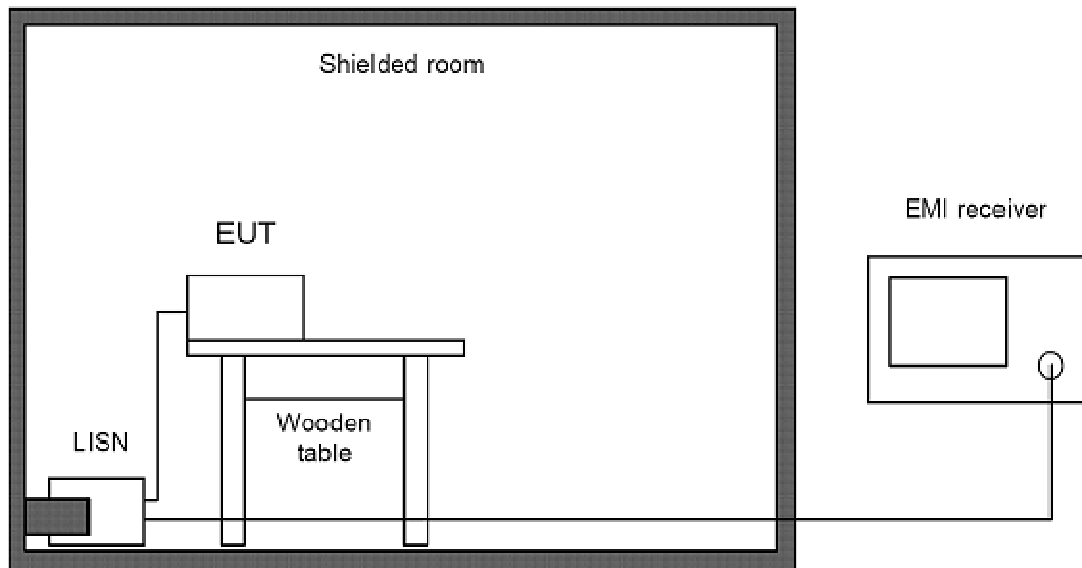 Shielded room
EMI receiver
EUT
Wooden
table
LISN